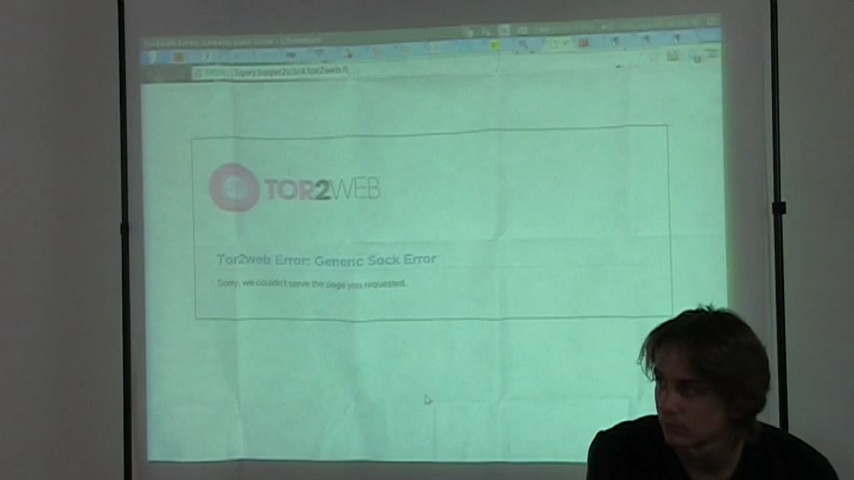 TOR2WEB
Tor2web Error: Generic Sock Error
Sorry, we couldn't serve the page you requested.